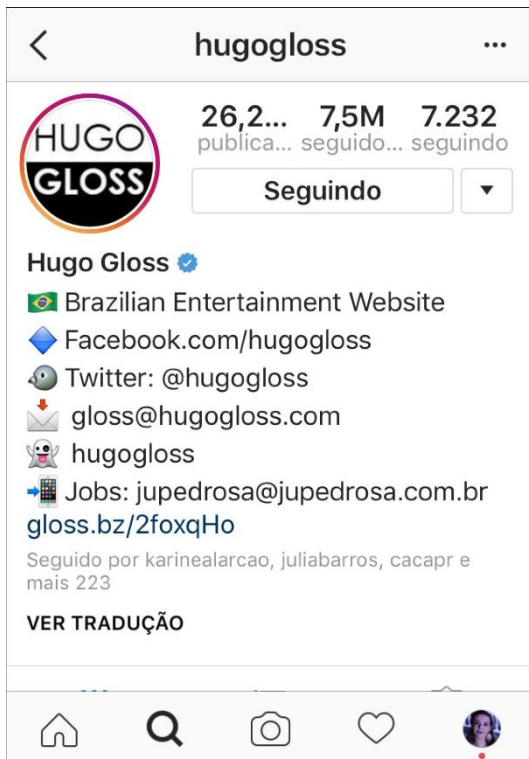 hugogloss
HUGO
GLOSS
26,2... 7,5M 7.232
publica... seguido... seguindo
Seguindo
Hugo Gloss
Brazilian Entertainment Website
Facebook.com/hugogloss
Twitter: @hugogloss
gloss@hugogloss.com
hugogloss
Jobs: jupedrosa@jupedrosa.com.br
gloss.bz/2foxqHo
Seguido por karinealarcao, juliabarros, cacapr e
mais 223
VER TRADUÇÃO